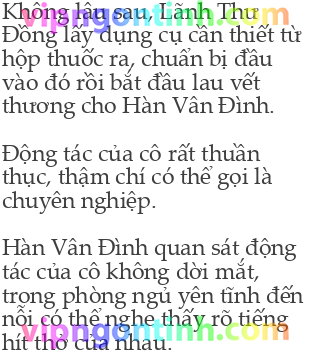 Không lâu sau, Lãnh Thư
Đồng lấy dụng cụ cần thiết từ
hộp thuốc ra, chuẩn bị đầu
vào đó rồi bắt đầu lau vết
thương cho Hàn Vân Đình.
Động tác của cô rất thuần
thục, thậm chí có thể gọi là
chuyên nghiệp.
Hàn Vân Đình quan sát động
tác của cô không dời mắt,
trong phòng ngủ yên tĩnh đến
nỗi có thể nghe thấy rõ tiếng
hít thở của nhau.
vipngontinh.com
vipngontinh.com